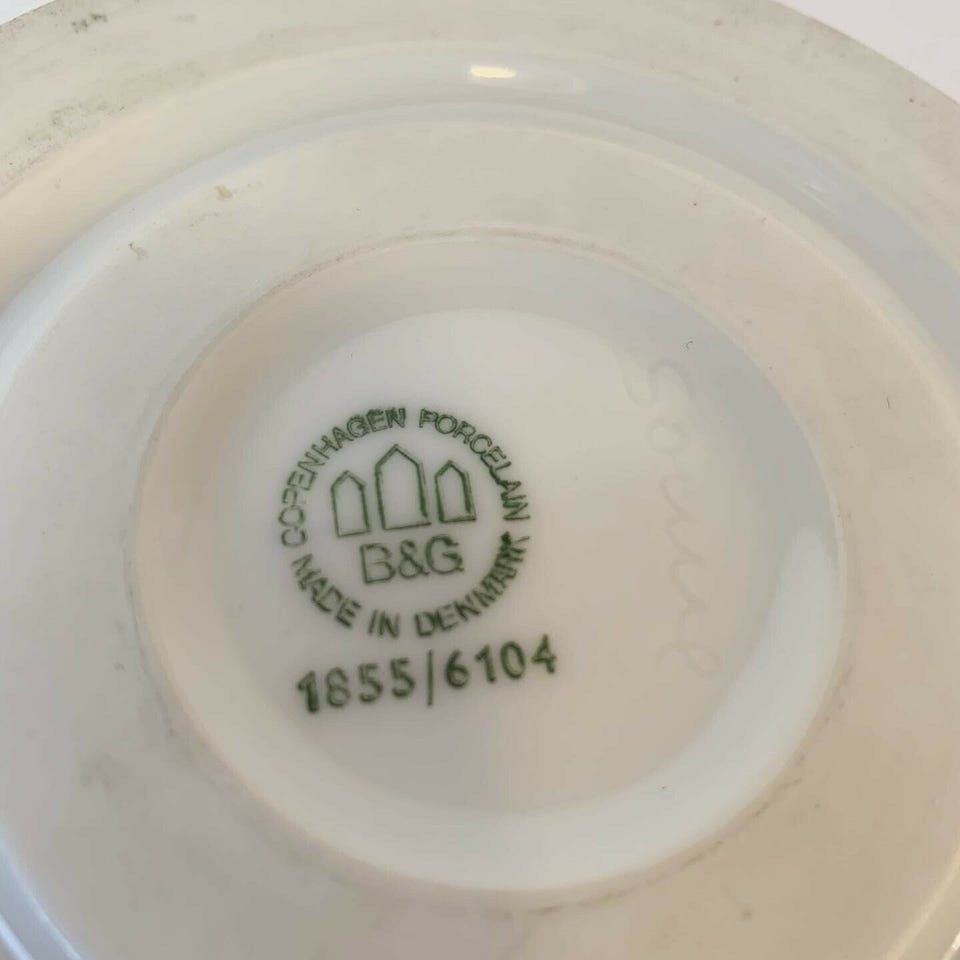 COPENHAGEN PORCELAIN
B&G
MADE IN DENMARK
1855/6104